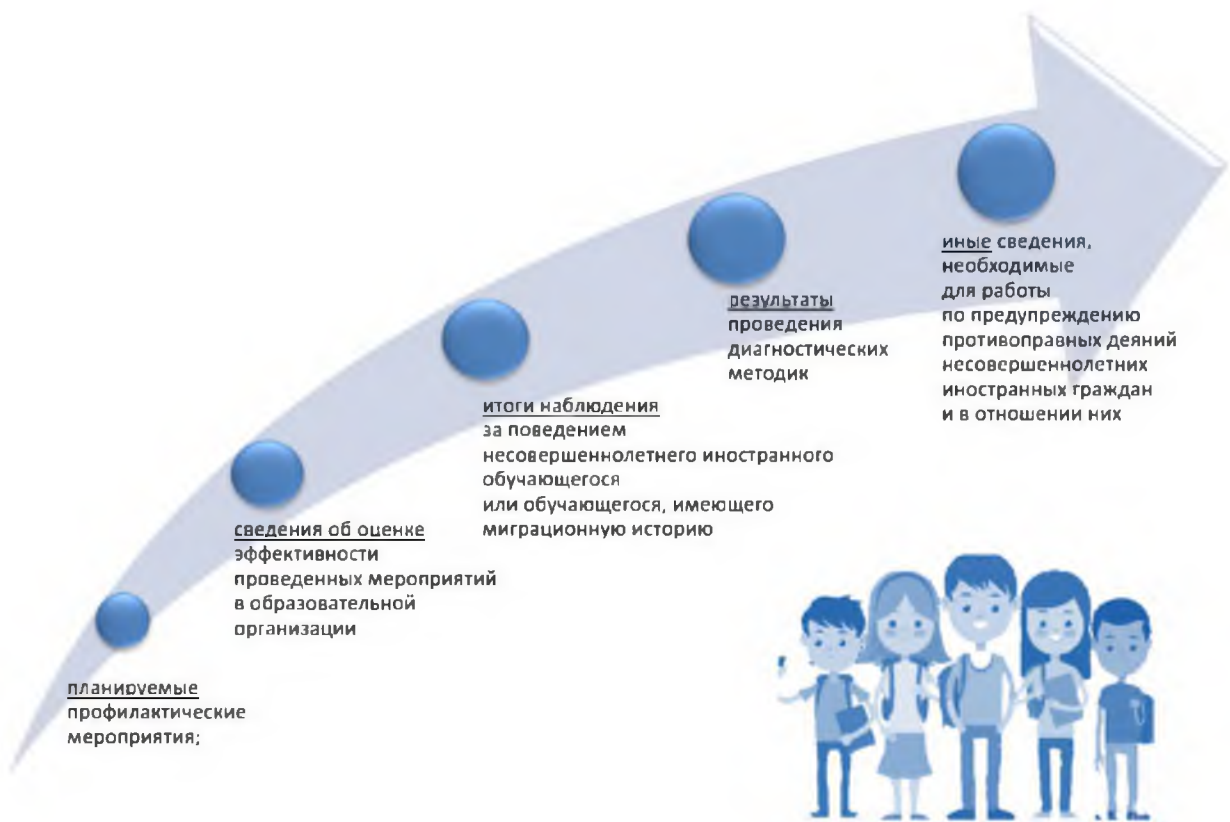 планируемые
профилактические
мероприятия;
сведения об оценке
эффективности
проведенных мероприятий
в образовательной
организации
итоги наблюдения
за поведением
несовершеннолетнего иностранного
обучающегося
или обучающегося, имеющего
миграционную историю
результаты
проведения
диагностических
методик
иные сведения,
необходимые
для работы
по предупреждению
противоправных деяний
несовершеннолетних
иностранных граждан
и в отношении них